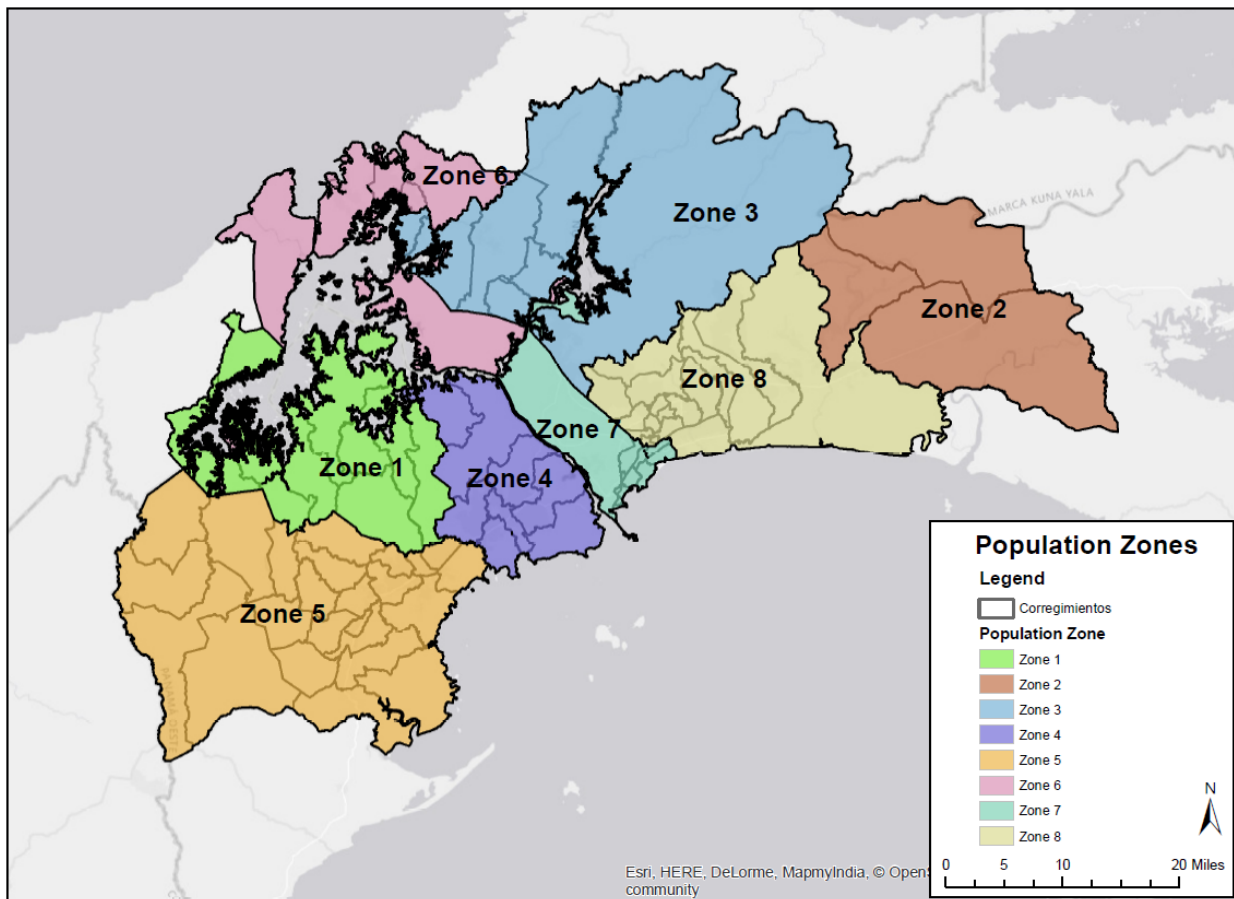 Zone 6
MARCA KUNA YALA
Zone 3
Zone 2
Zone 8
Zone 7
Zone 1
Zone 4
Zone 5
PANAMA OESTE
Population Zones
Legend
Corregimientos
Population Zone
Zone 1
Zone 2
Zone 3
Zone 4
Zone 5
Zone 6
Zone 7
Zone 8
N
0 5 10 20 Miles
Esri, HERE, DeLorme, MapmyIndia, © OpenS
community